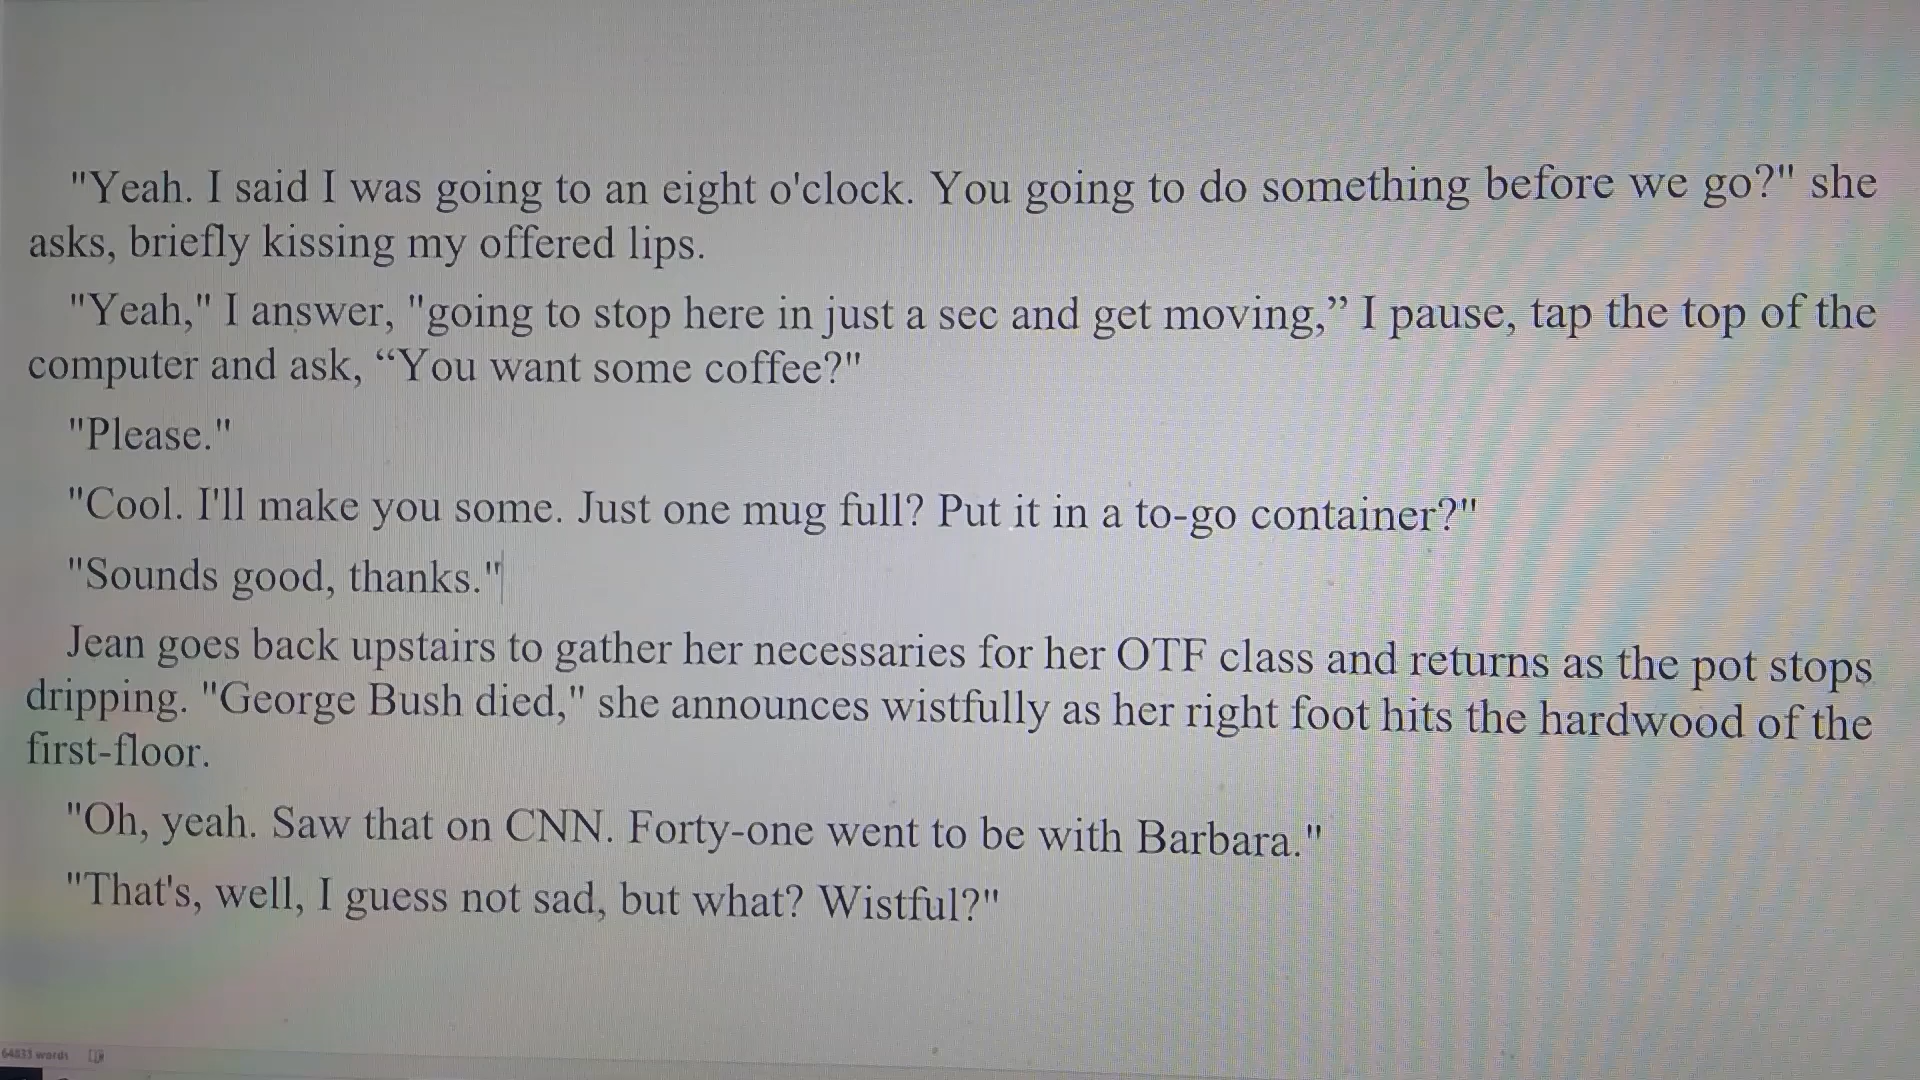 "Yeah. I said I was going to an eight o'clock. You going to do something before we go?" she
asks, briefly kissing my offered lips.
"Yeah," I answer, "going to stop here in just a sec and get moving,” I pause, tap the top of the
computer and ask, “You want some coffee?"
"Please."
"Cool. I'll make you some. Just one mug full? Put it in a to-go container?"
"Sounds good, thanks."
Jean goes back upstairs to gather her necessaries for her OTF class and returns as the pot stops
dripping. "George Bush died," she announces wistfully as her right foot hits the hardwood of the
first-floor.
"Oh, yeah. Saw that on CNN. Forty-one went to be with Barbara."
"That's, well, I guess not sad, but what? Wistful?"
words